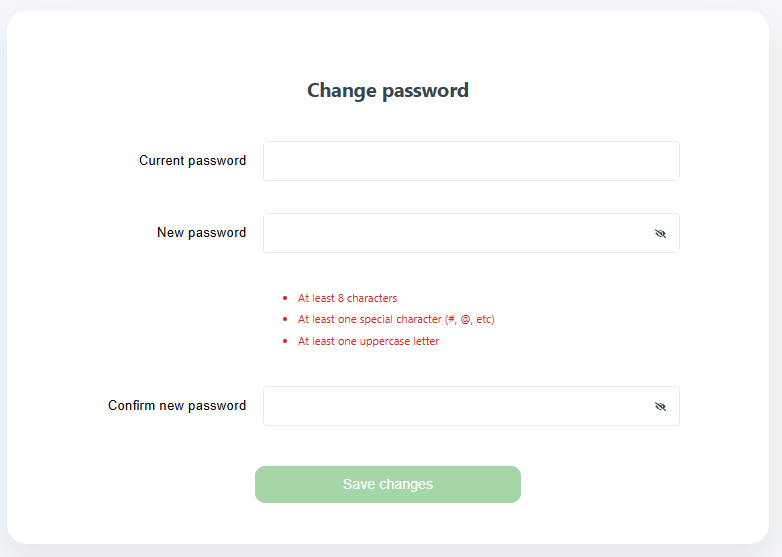 Change password
Current password
New password
At least 8 characters
At least one special character (#, @, etc)
At least one uppercase letter
Confirm new password
Save changes